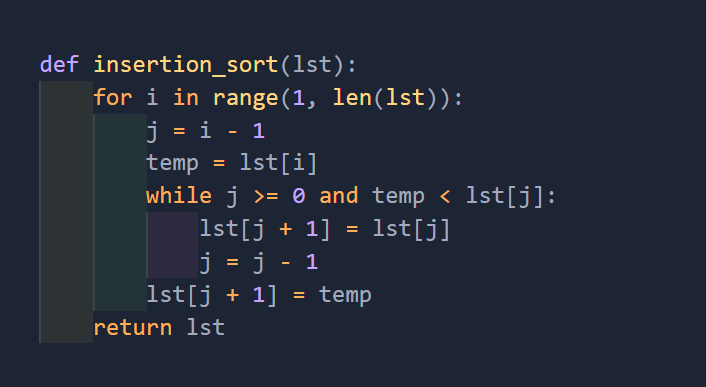 def insertion_sort(lst):
    for i in range(1, len(lst)):
        j = i - 1
        temp = lst[i]
        while j >= 0 and temp < lst[j]:
            lst[j + 1] = lst[j]
            j = j - 1
        lst[j + 1] = temp
    return lst